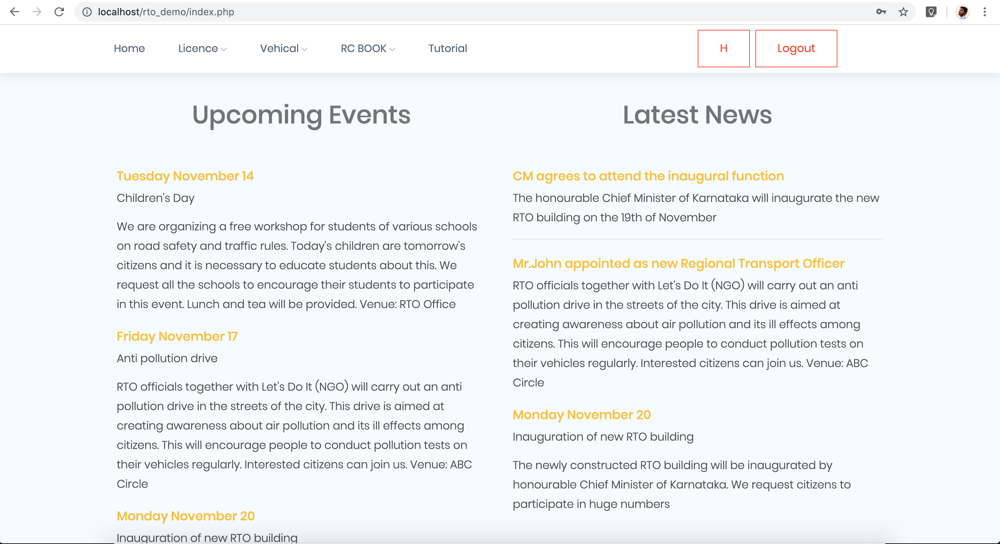 localhost/rto_demo/index.php
Home Licence Vehical RC BOOK Tutorial H Logout
Upcoming Events
Tuesday November 14
Children's Day
We are organizing a free workshop for students of various schools
on road safety and traffic rules. Today's children are tomorrow's
citizens and it is necessary to educate students about this. We
request all the schools to encourage their students to participate
in this event. Lunch and tea will be provided. Venue: RTO Office
Friday November 17
Anti pollution drive
RTO officials together with Let's Do It (NGO) will carry out an anti
pollution drive in the streets of the city. This drive is aimed at
creating awareness about air pollution and its ill effects among
citizens. This will encourage people to conduct pollution tests on
their vehicles regularly. Interested citizens can join us. Venue: ABC
Circle
Monday November 20
Inauguration of new RTO building
Latest News
CM agrees to attend the inaugural function
The honourable Chief Minister of Karnataka will inaugurate the new
RTO building on the 19th of November
Mr.John appointed as new Regional Transport Officer
RTO officials together with Let's Do It (NGO) will carry out an anti
pollution drive in the streets of the city. This drive is aimed at
creating awareness about air pollution and its ill effects among
citizens. This will encourage people to conduct pollution tests on
their vehicles regularly. Interested citizens can join us. Venue: ABC
Circle
Monday November 20
Inauguration of new RTO building
The newly constructed RTO building will be inaugurated by
honourable Chief Minister of Karnataka. We request citizens to
participate in huge numbers